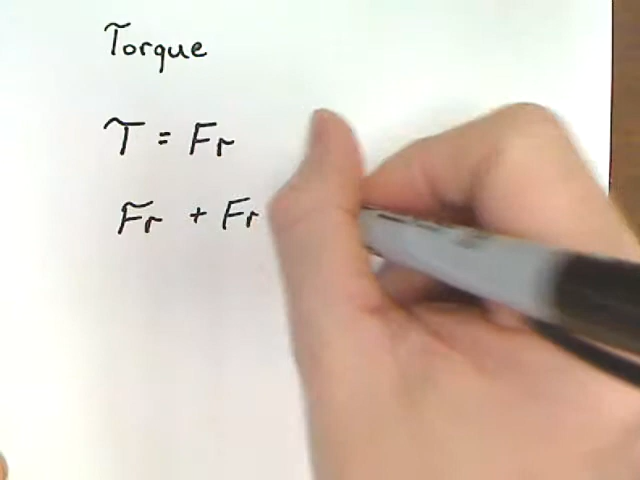 Torque
τ = Fr
Fr + Fr